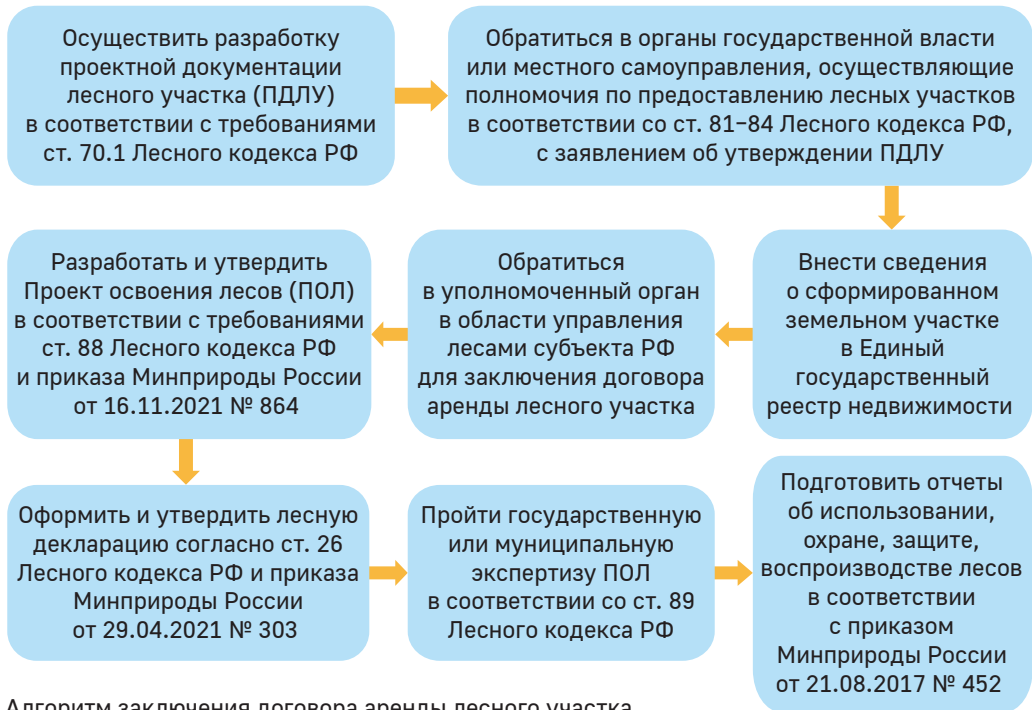 Осуществить разработку
проектной документации
лесного участка (ПДЛУ)
в соответствии с требованиями
ст. 70.1 Лесного кодекса РФ
Обратиться в органы государственной власти
или местного самоуправления, осуществляющие
полномочия по предоставлению лесных участков
в соответствии со ст. 81–84 Лесного кодекса РФ,
с заявлением об утверждении ПДЛУ
Внести сведения
о сформированном
земельном участке
в Единый
государственный
реестр недвижимости
Обратиться
в уполномоченный орган
в области управления
лесами субъекта РФ
для заключения договора
аренды лесного участка
Разработать и утвердить
Проект освоения лесов (ПОЛ)
в соответствии с требованиями
ст. 88 Лесного кодекса РФ
и приказа Минприроды России
от 16.11.2021 № 864
Оформить и утвердить лесную
декларацию согласно ст. 26
Лесного кодекса РФ и приказа
Минприроды России
от 29.04.2021 № 303
Пройти государственную
или муниципальную
экспертизу ПОЛ
в соответствии со ст. 89
Лесного кодекса РФ
Подготовить отчеты
об использовании,
охране, защите,
воспроизводстве лесов
в соответствии
с приказом
Минприроды России
от 21.08.2017 № 452
Алгоритм заключения договора аренды лесного участка